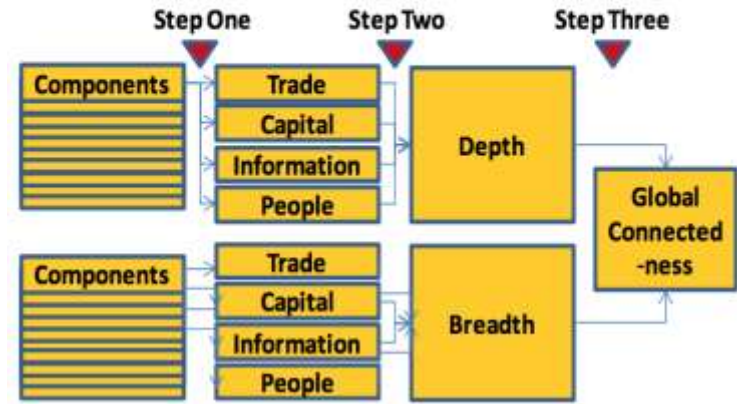 Step One Step Two Step Three
Components
Trade
Capital
Information
People
Depth
Global
Connected
-ness
Components
Trade
Capital
Information
People
Breadth